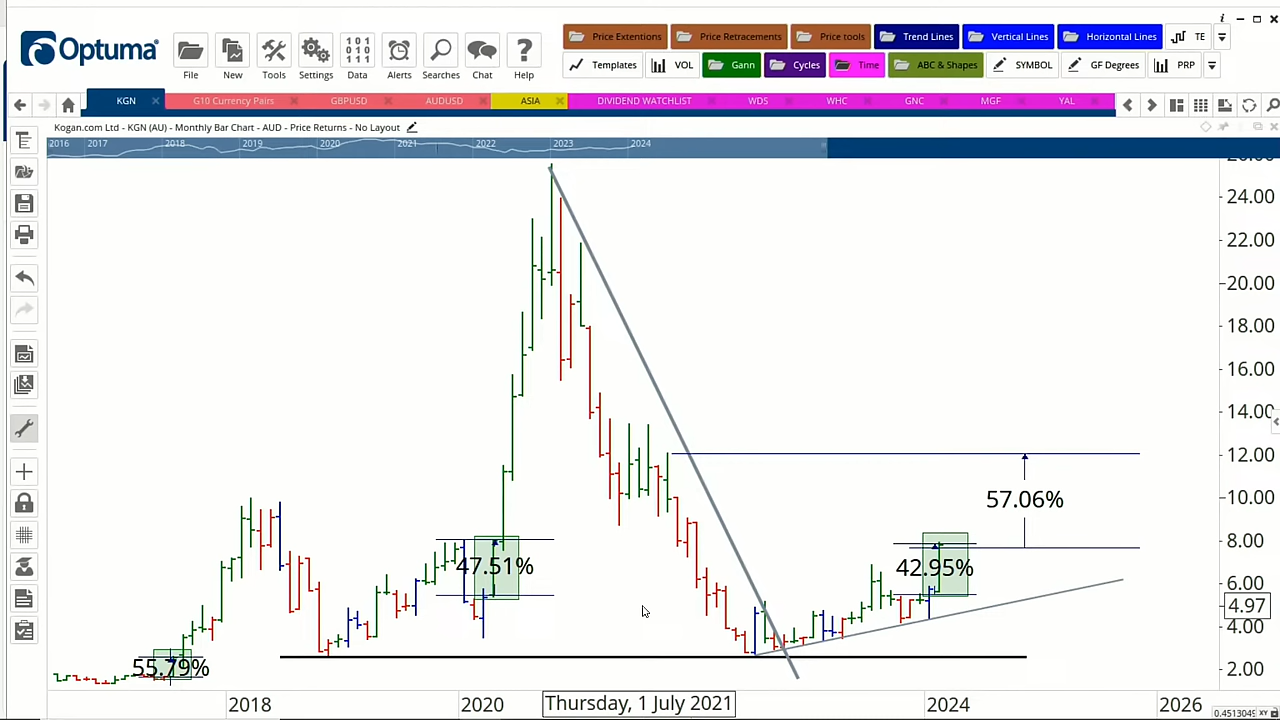 Optuma
File New Tools Settings Data Alerts Searches Chat Help
101
010
101
Price Extentions Price Retracements Price tools Trend Lines Vertical Lines Horizontal Lines TE
Templates VOL Gann Cycles Time ABC & Shapes SYMBOL GF Degrees PRP
KGN G10 Currency Pairs GBPUSD AUDUSD ASIA DIVIDEND WATCHLIST WDS WHC GNC MGF YAL
Kogan.com Ltd - KGN (AU) - Monthly Bar Chart - AUD - Price Returns - No Layout
2016 2017 2018 2019 2020 2021 2022 2023 2024
24.00
22.00
20.00
18.00
16.00
14.00
12.00
57.06%
10.00
8.00
47.51%
42.95%
6.00
4.97
4.00
55.79%
2.00
2018 2020 Thursday, 1 July 2021 2024 2026
XY